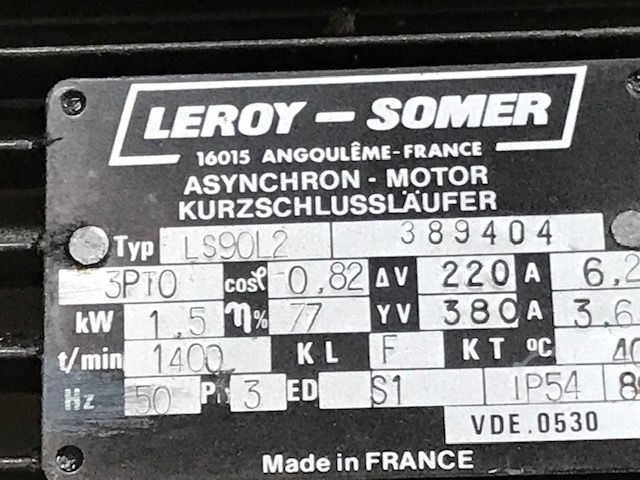 LEROY-SOMER
16015 ANGOULÊME-FRANCE
ASYNCHRON - MOTOR
KURZSCHLUSSLÄUFER
Typ LS90L2 389404
3PTO cosφ 0,82 ΔV 220 A 6,2
kW 1,5 η% 77 YV 380 A 3,6
t/min 1400 KL F KT °C 40
Hz 50 3 ED S1 IP54
VDE.0530
Made in FRANCE